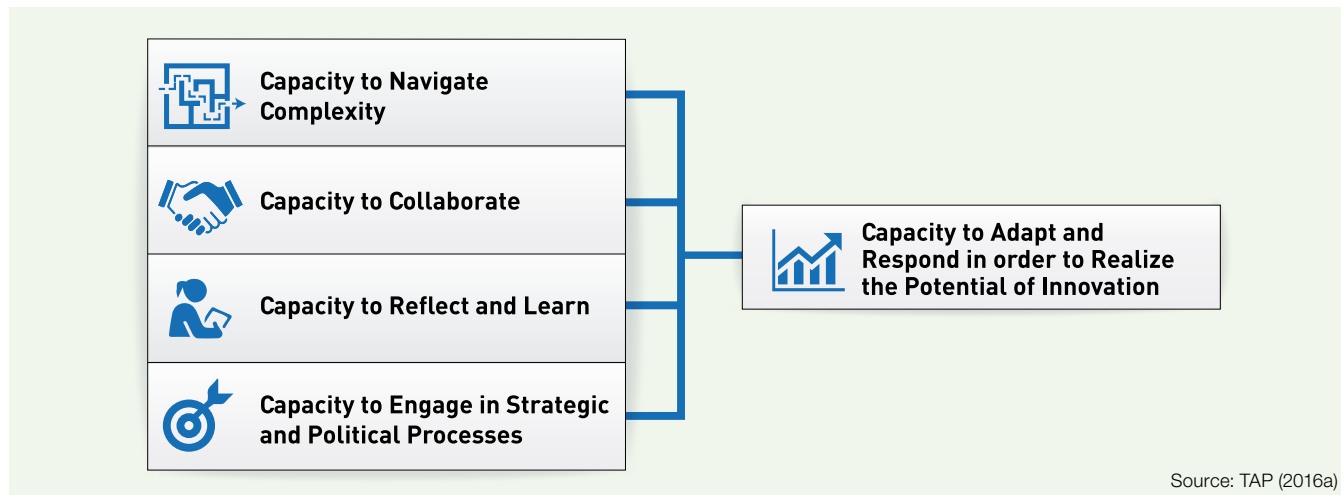 Capacity to Navigate
Complexity
Capacity to Collaborate
Capacity to Reflect and Learn
Capacity to Engage in Strategic
and Political Processes
Capacity to Adapt and
Respond in order to Realize
the Potential of Innovation
Source: TAP (2016a)